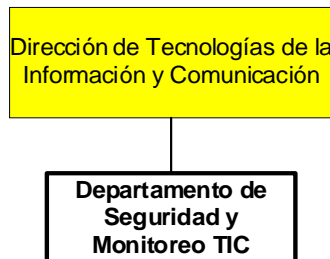 Dirección de Tecnologías de la
Información y Comunicación
Departamento de
Seguridad y
Monitoreo TIC